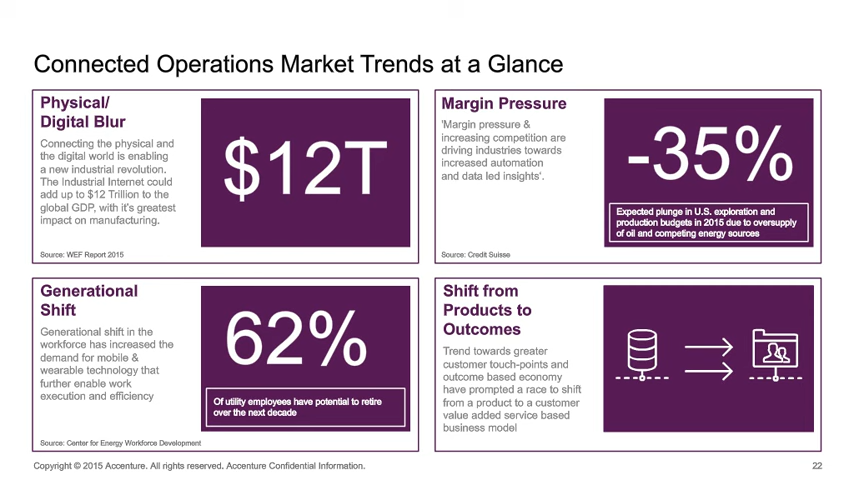 Connected Operations Market Trends at a Glance
Physical/
Digital Blur
Connecting the physical and
the digital world is enabling
a new industrial revolution.
The Industrial Internet could
add up to $12 Trillion to the
global GDP, with it's greatest
impact on manufacturing.
Source: WEF Report 2015
$12T
Margin Pressure
'Margin pressure &
increasing competition are
driving industries towards
increased automation
and data led insights'.
Source: Credit Suisse
-35%
Expected plunge in U.S. exploration and
production budgets in 2015 due to oversupply
of oil and competing energy sources
Generational
Shift
Generational shift in the
workforce has increased the
demand for mobile &
wearable technology that
further enable work
execution and efficiency
Source: Center for Energy Workforce Development
62%
Of utility employees have potential to retire
over the next decade
Shift from
Products to
Outcomes
Trend towards greater
customer touch-points and
outcome based economy
have prompted a race to shift
from a product to a customer
value added service based
business model
Copyright © 2015 Accenture. All rights reserved. Accenture Confidential Information.
22